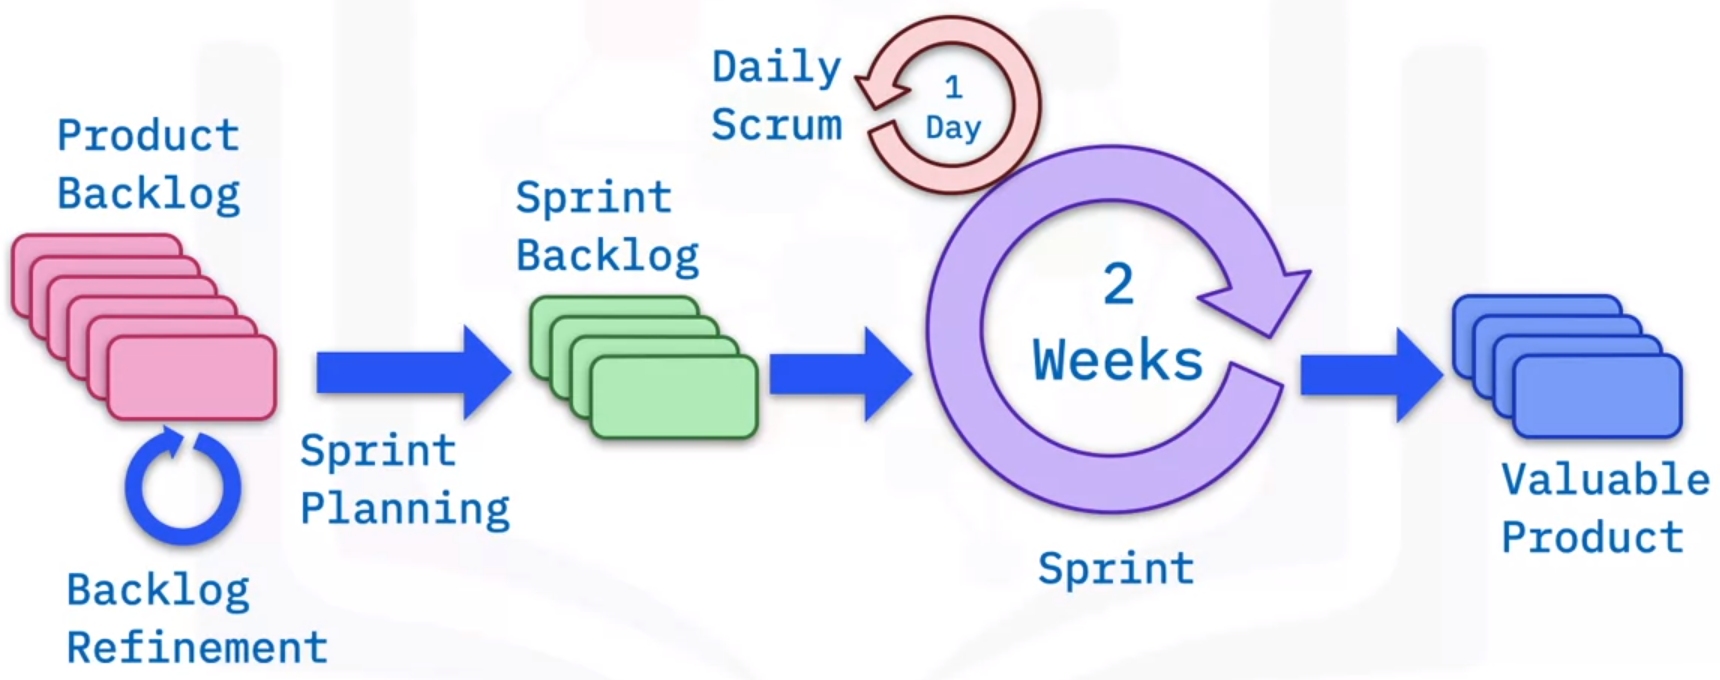 Product
Backlog
Backlog
Refinement
Sprint
Planning
Sprint
Backlog
Daily
Scrum
1
Day
2
Weeks
Sprint
Valuable
Product